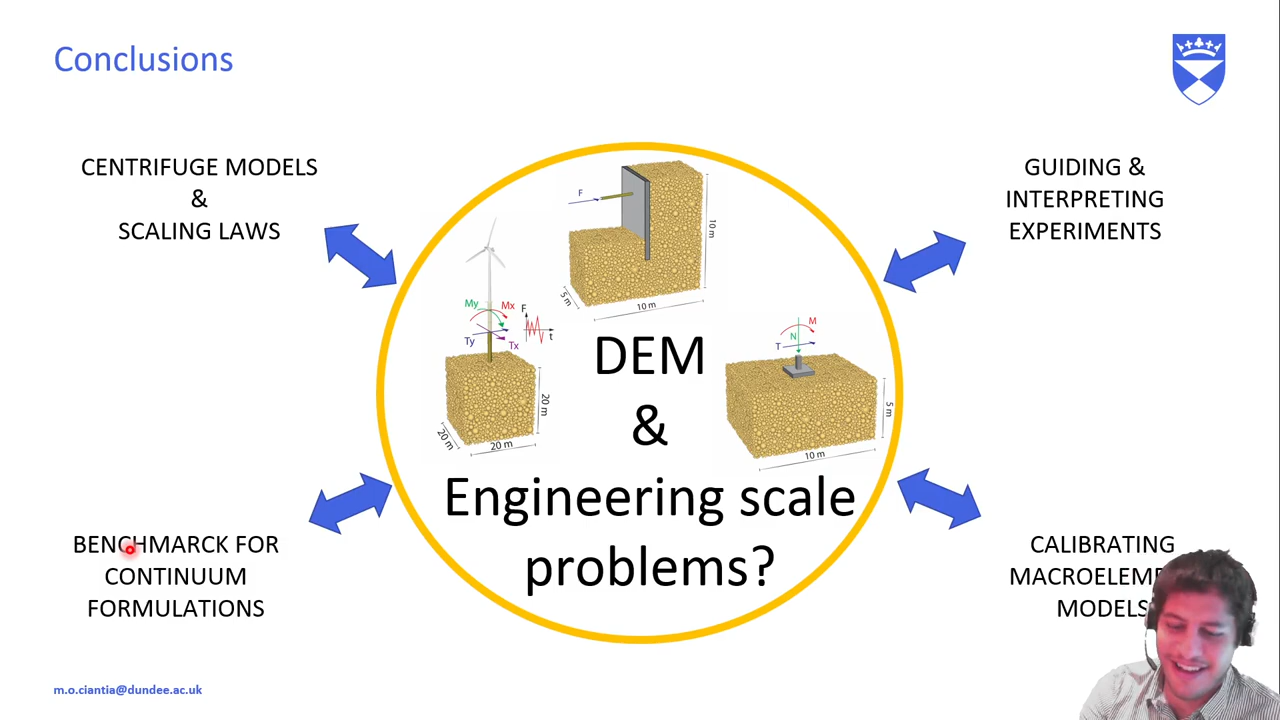 Conclusions
CENTRIFUGE MODELS
&
SCALING LAWS
GUIDING &
INTERPRETING
EXPERIMENTS
F
10 m
5 m
10 m
My
Mx
F
t
Ty
Tx
20 m
20 m
20 m
M
N
T
5 m
10 m
DEM
&
Engineering scale
problems?
BENCHMARCK FOR
CONTINUUM
FORMULATIONS
CALIBRATING
MODELS
m.o.ciantia@dundee.ac.uk